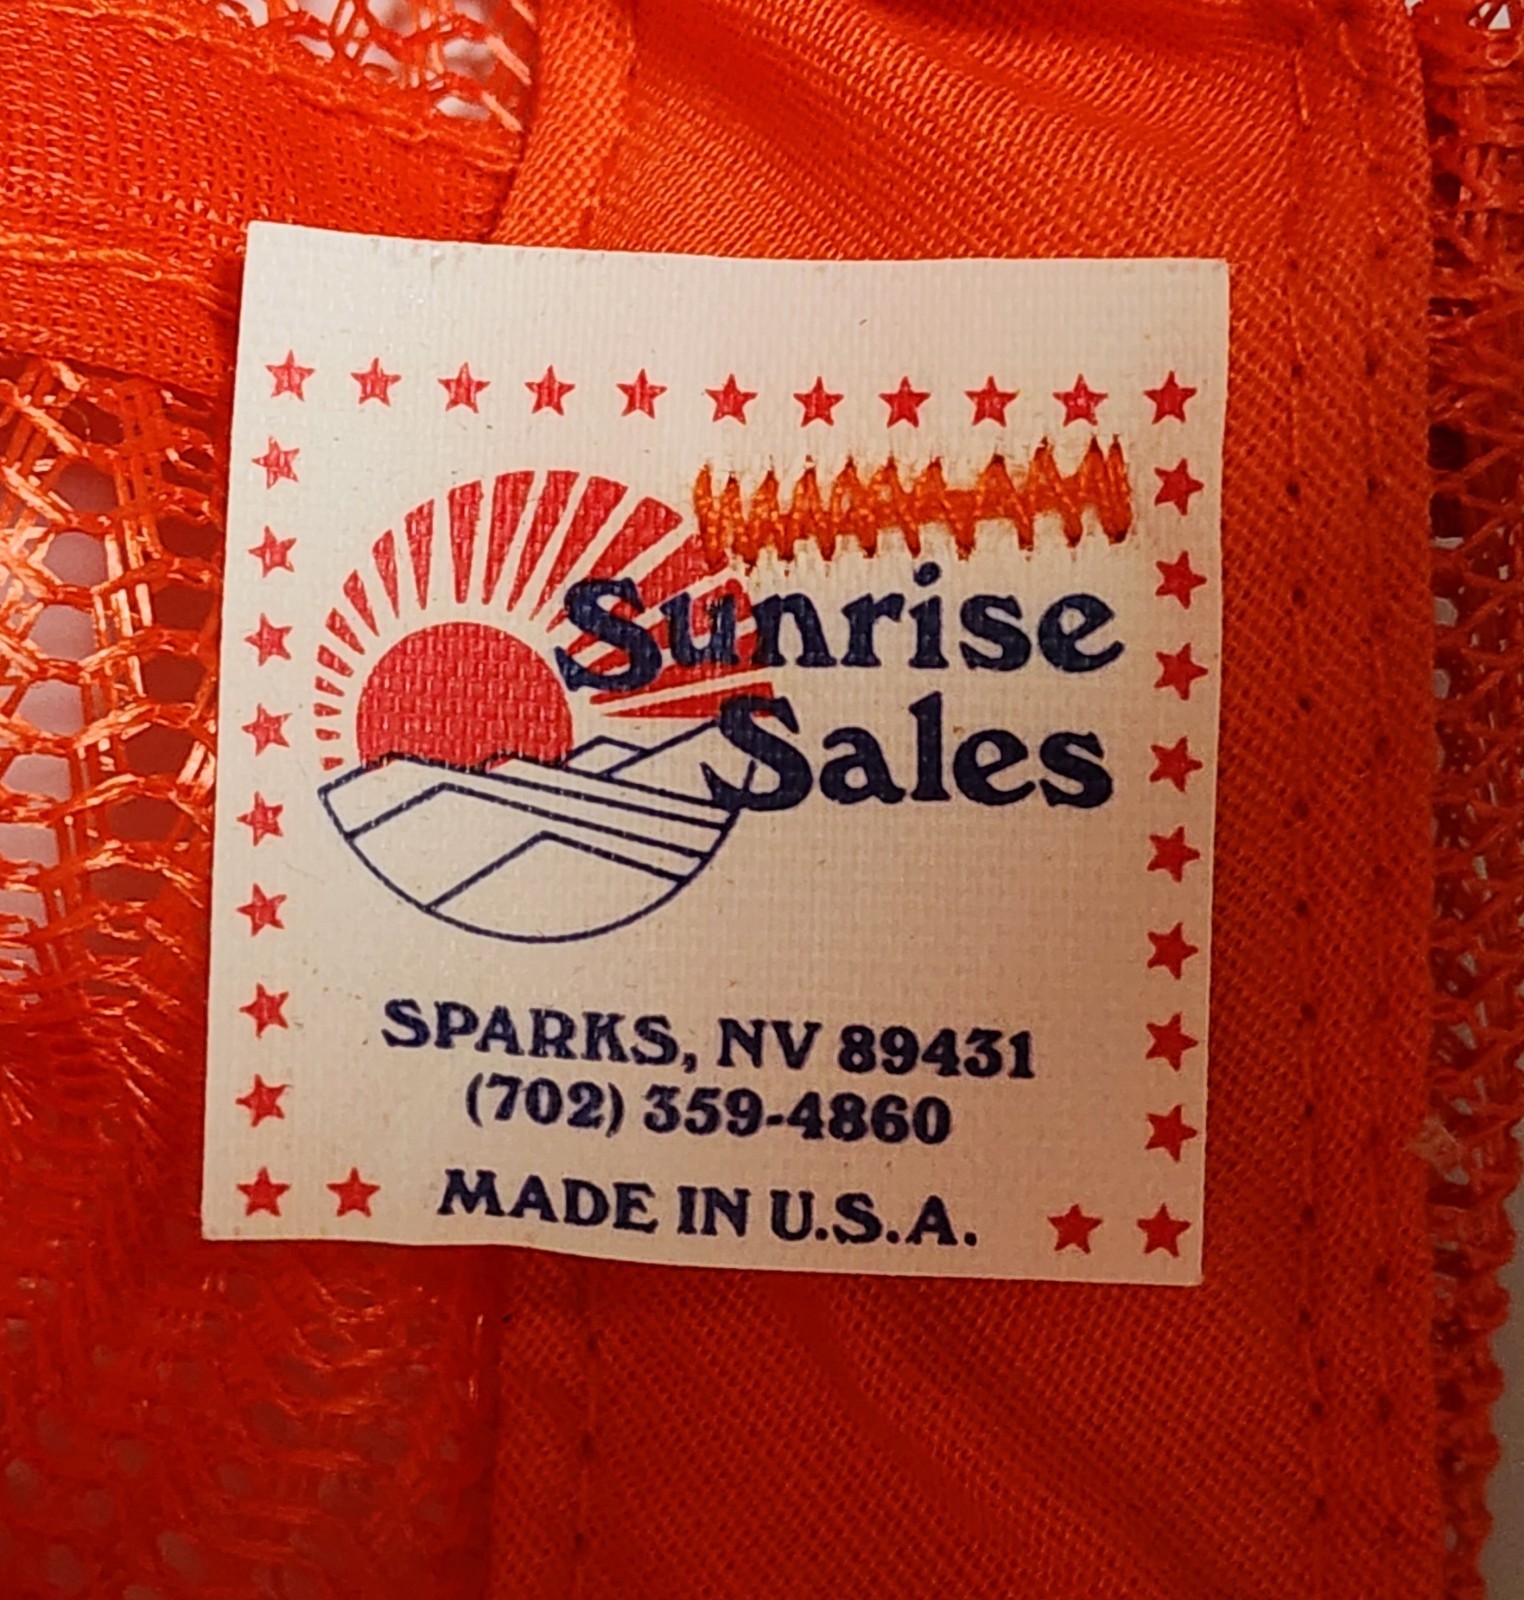 Sunrise
Sales
SPARKS, NV 89431
(702) 359-4860
MADE IN U.S.A.